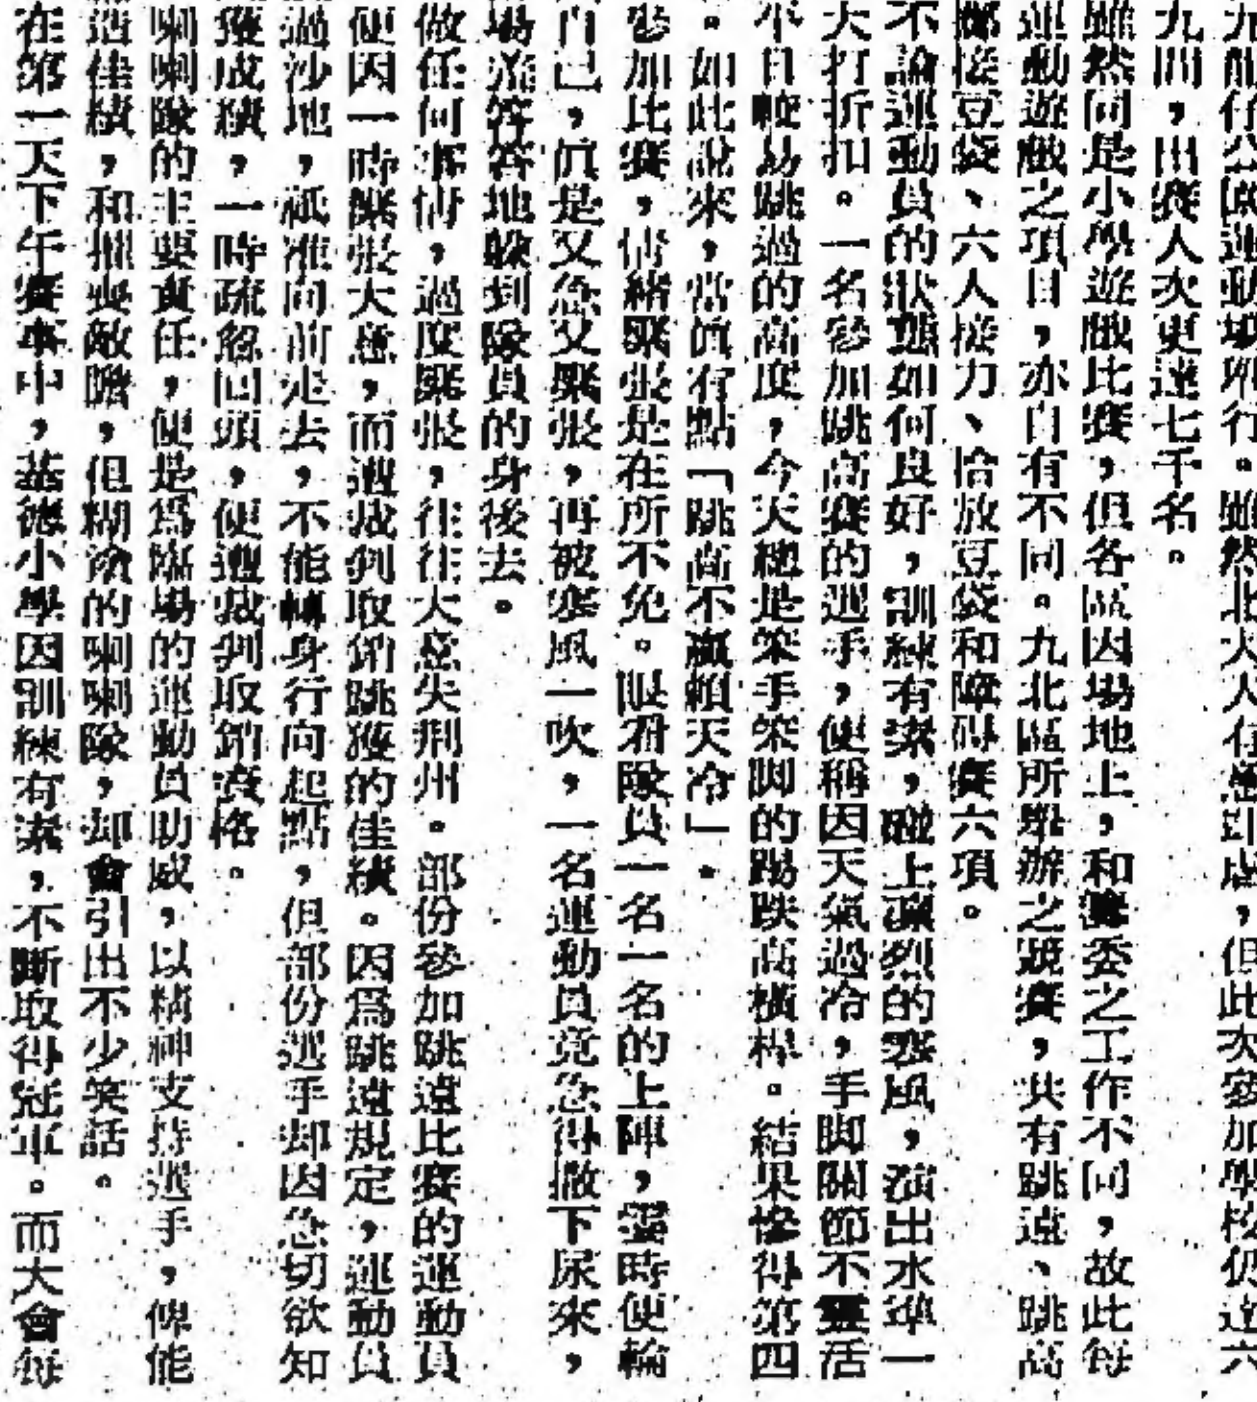 九龍仔公園運動場舉行。雖然北大人有感到虛,但此次參加學校仍達六
九間,出賽人次更達七千名。
雖然同是小學遊戲比賽,但各區因場地上,和籌委之工作不同,故此每
運動遊戲之項目,亦自有不同。九北區所舉辦之競賽,共有跳遠、跳高
擲接豆袋、六人接力、拾放豆袋和障碍賽六項。
不論運動員的狀態如何良好,訓練有素,碰上凜烈的寒風,演出水準一
大打折扣。一名參加跳高賽的選手,便稱因天氣過冷,手脚關節不靈活
平日較易跳過的高度,今天總是笨手笨脚的踢跌高橫桿。結果慘得第四
。如此說來,當眞有點「跳高不贏賴天冷」。
參加比賽,情緒緊張是在所不免。眼看隊員一名一名的上陣,霎時便輪
自己,眞是又急又緊張,再被寒風一吹,一名運動員竟急得撒下尿來,
場羞答答地躱到隊員的身後去。
做任何事情,過度緊張,往往大意失荆州。部份參加跳遠比賽的運動員
便因一時緊張大意,而遭裁判取銷跳獲的佳績。因爲跳遠規定,運動員
過沙地,祇准向前走去,不能轉身行向起點,但部份選手却因急切欲知
獲成績,一時疏忽回頭,便遭裁判取銷資格。
喇喇隊的主要責任,便是爲臨場的運動員助威,以精神支持選手,俾能
造佳績,和摧喪敵瞻,但糊塗的喇喇隊,却會引出不少笑話。
在第一天下午賽事中,基德小學因訓練有素,不斷取得冠軍。而大會每